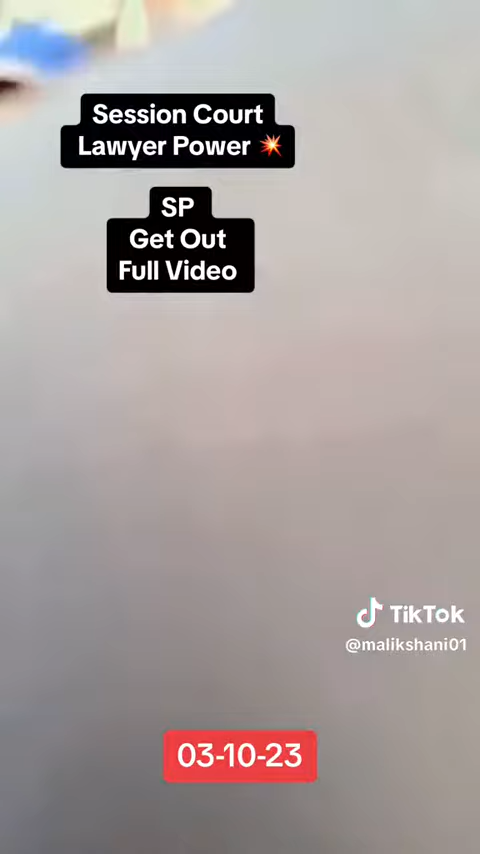 Session Court
Lawyer Power 💥
SP
Get Out
Full Video
TikTok
@malikshani01
03-10-23